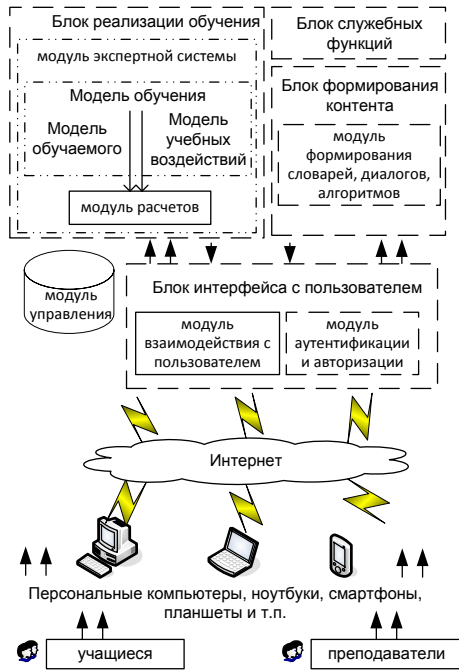 Блок реализации обучения
модуль экспертной системы
Модель обучения
Модель
обучаемого
Модель
учебных
воздействий
модуль расчетов
Блок служебных
функций
Блок формирования
контента
модуль
формирования
словарей, диалогов,
алгоритмов
модуль
управления
Блок интерфейса с пользователем
модуль
взаимодействия с
пользователем
модуль
аутентификации
и авторизации
Интернет
Персональные компьютеры, ноутбуки, смартфоны,
планшеты и т.п.
учащиеся
преподаватели